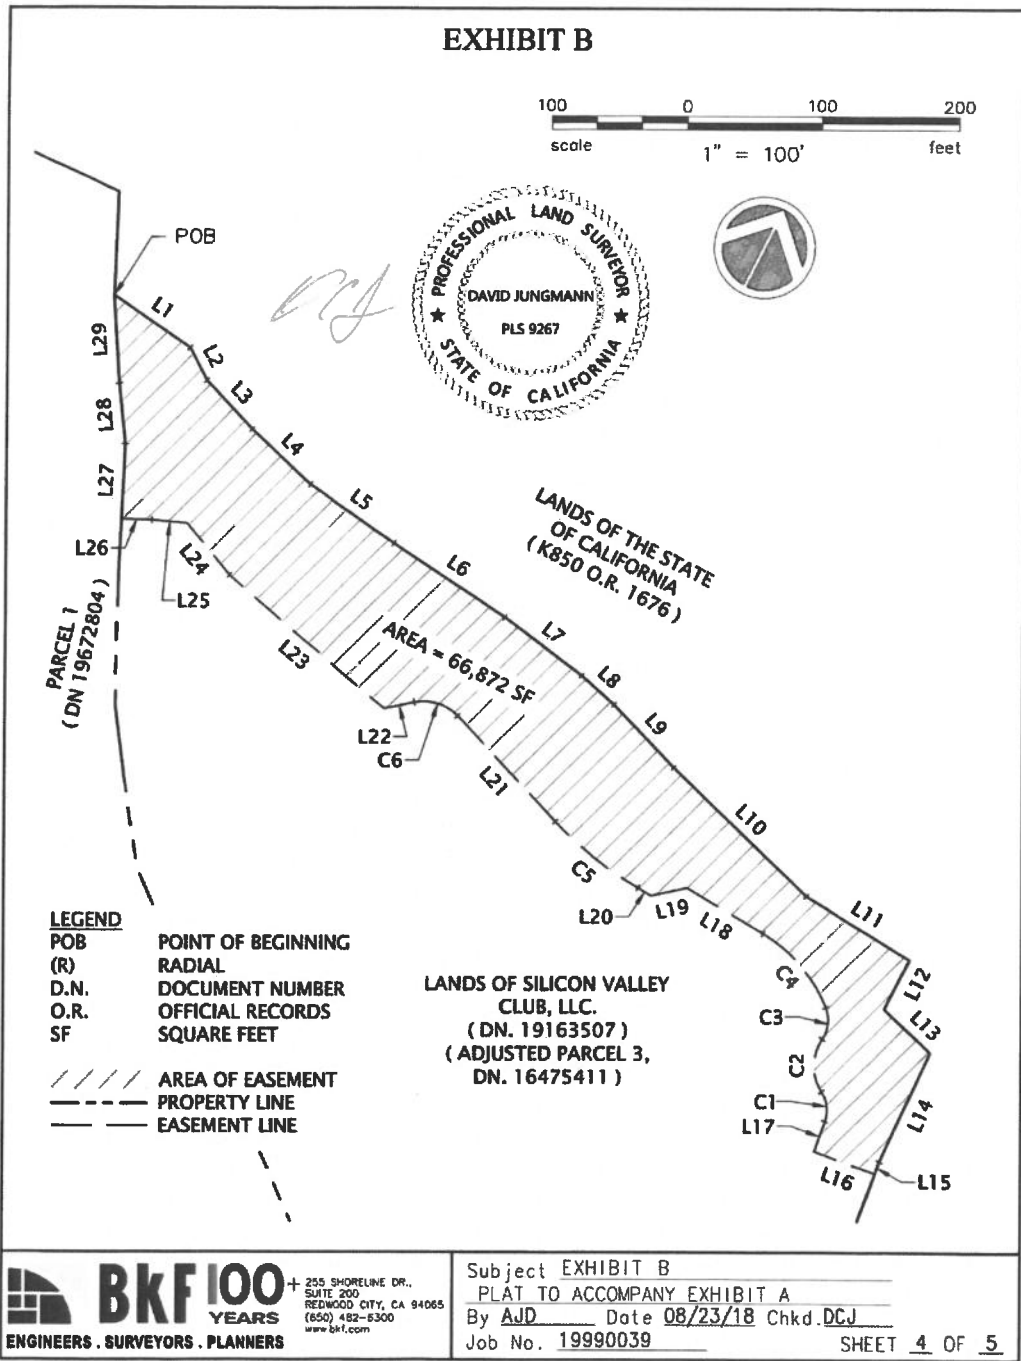 EXHIBIT B
100 0 100 200
scale 1" = 100' feet
POB
PROFESSIONAL LAND SURVEYOR
DAVID JUNGMANN
PLS 9267
STATE OF CALIFORNIA
L1
L29
L2
L3
L28
L4
L27
L5
LANDS OF THE STATE
OF CALIFORNIA
( K850 O.R. 1676 )
L26
L24
L6
L25
PARCEL 1
( DN 19672804 )
AREA = 66,872 SF
L23
L7
L8
L22
C6
L9
L21
L10
C5
L20
L19
L18
L11
C4
L12
C3
L13
C2
C1
L14
L17
L16
L15
LEGEND
POB POINT OF BEGINNING
(R) RADIAL
D.N. DOCUMENT NUMBER
O.R. OFFICIAL RECORDS
SF SQUARE FEET
AREA OF EASEMENT
PROPERTY LINE
EASEMENT LINE
LANDS OF SILICON VALLEY
CLUB, LLC.
( DN. 19163507 )
( ADJUSTED PARCEL 3,
DN. 16475411 )
BKF 100+
YEARS
ENGINEERS . SURVEYORS . PLANNERS
255 SHORELINE DR.,
SUITE 200
REDWOOD CITY, CA 94065
(650) 482-6300
www.bkf.com
Subject EXHIBIT B
PLAT TO ACCOMPANY EXHIBIT A
By AJD Date 08/23/18 Chkd.DCJ
Job No. 19990039 SHEET 4 OF 5